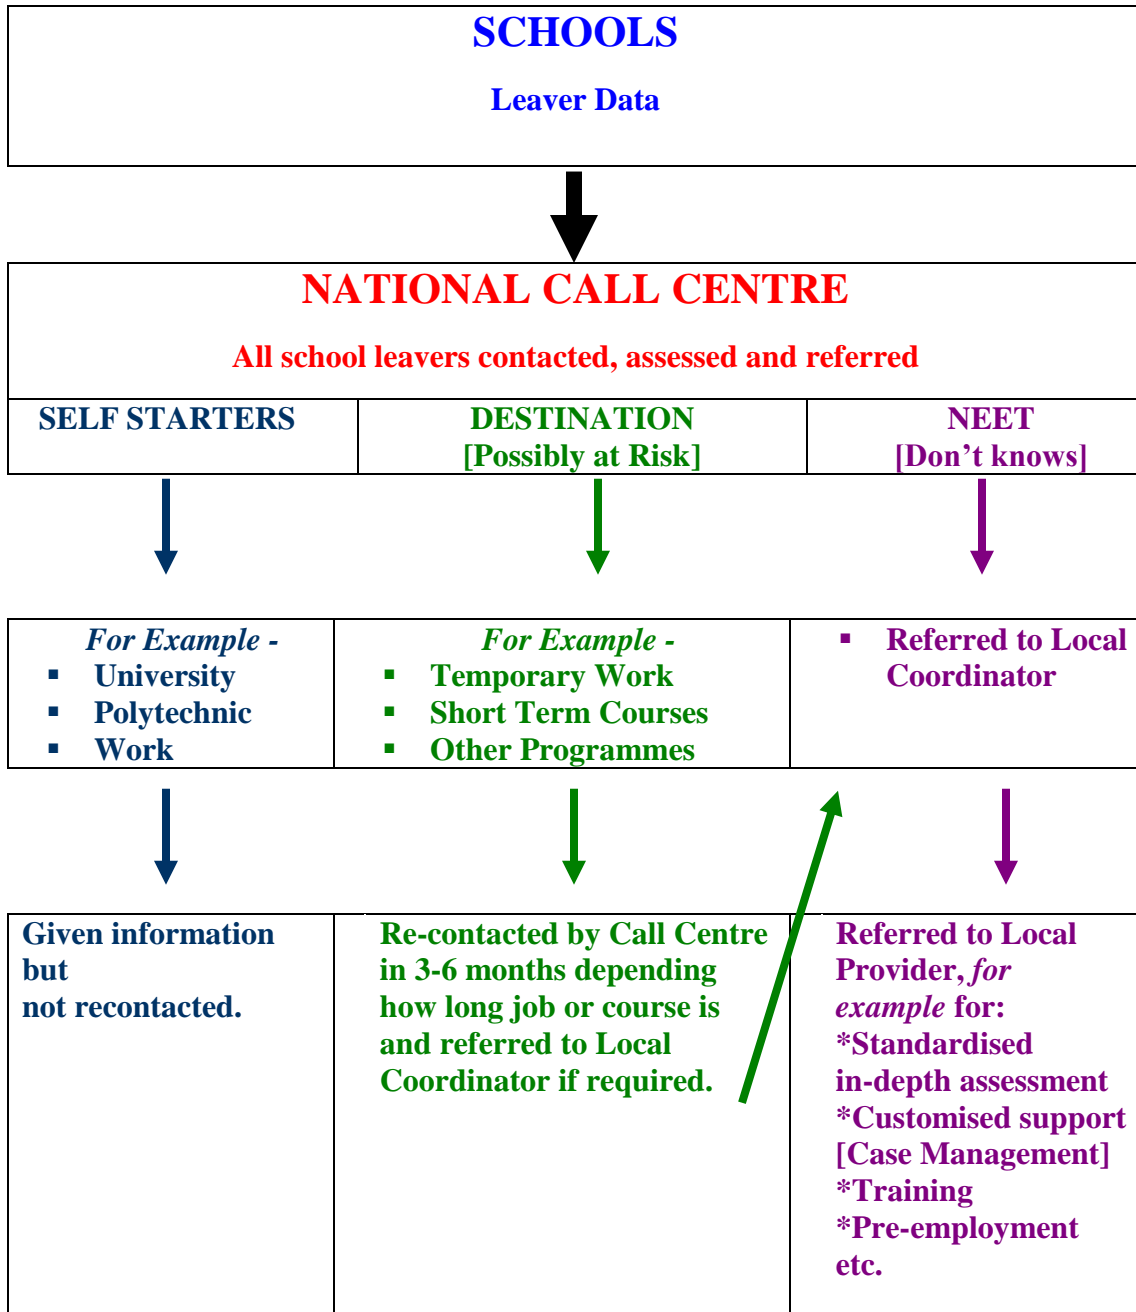 SCHOOLS
Leaver Data
NATIONAL CALL CENTRE
All school leavers contacted, assessed and referred
SELF STARTERS
DESTINATION
[Possibly at Risk]
NEET
[Don’t knows]
For Example -
▪ University
▪ Polytechnic
▪ Work
For Example -
▪ Temporary Work
▪ Short Term Courses
▪ Other Programmes
▪ Referred to Local
Coordinator
Given information
but
not recontacted.
Re-contacted by Call Centre
in 3-6 months depending
how long job or course is
and referred to Local
Coordinator if required.
Referred to Local
Provider, for
example for:
*Standardised
in-depth assessment
*Customised support
[Case Management]
*Training
*Pre-employment
etc.